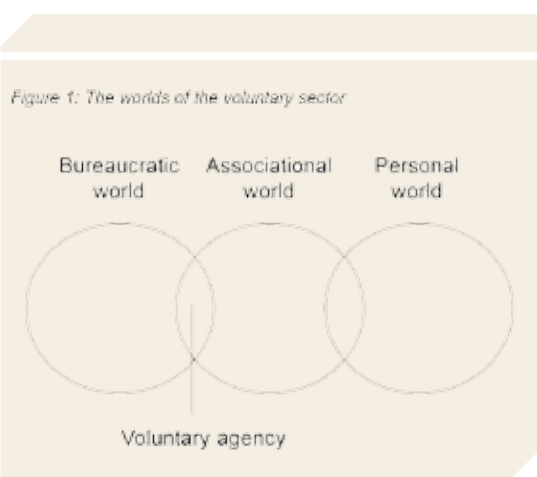 Figure 1: The worlds of the voluntary sector
Bureaucratic world
Associational world
Personal world
Voluntary agency